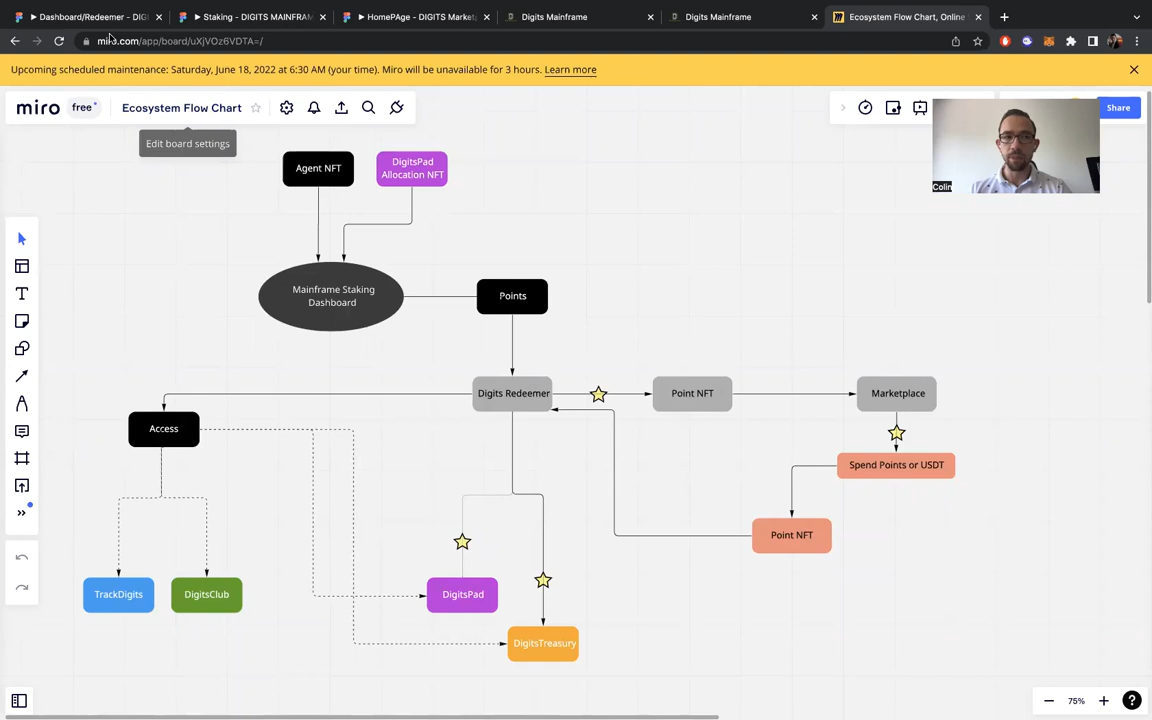 Dashboard/Redeemer - DIGI
Staking - DIGITS MAINFRAM
HomePAge - DIGITS Market
Digits Mainframe
Digits Mainframe
Ecosystem Flow Chart, Online
miro.com/app/board/uXjVOz6VDTA=/
Upcoming scheduled maintenance: Saturday, June 18, 2022 at 6:30 AM (your time). Miro will be unavailable for 3 hours. Learn more
miro free Ecosystem Flow Chart
Share
Edit board settings
Colin
Agent NFT
DigitsPad
Allocation NFT
Mainframe Staking
Dashboard
Points
Digits Redeemer
Point NFT
Marketplace
Access
Spend Points or USDT
Point NFT
TrackDigits
DigitsClub
DigitsPad
DigitsTreasury
75%